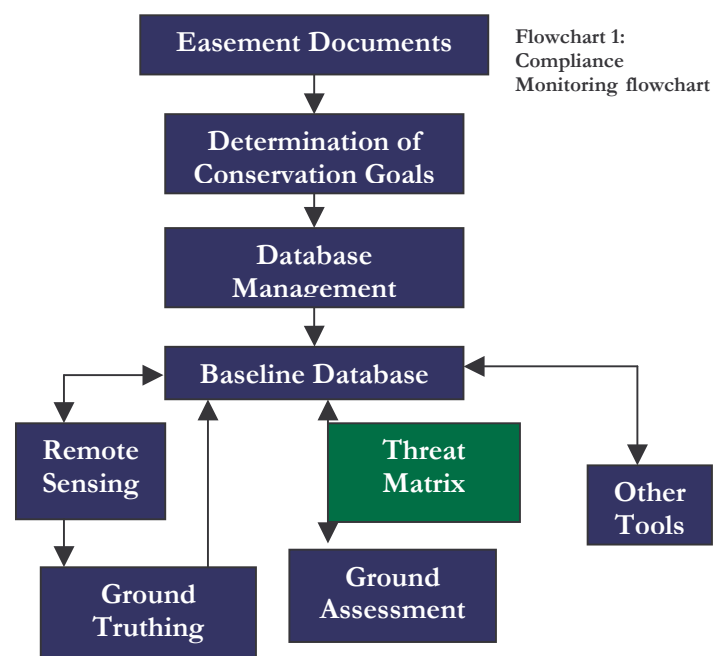 Easement Documents
Flowchart 1:
Compliance
Monitoring flowchart
Determination of
Conservation Goals
Database
Management
Baseline Database
Remote
Sensing
Threat
Matrix
Other
Tools
Ground
Truthing
Ground
Assessment